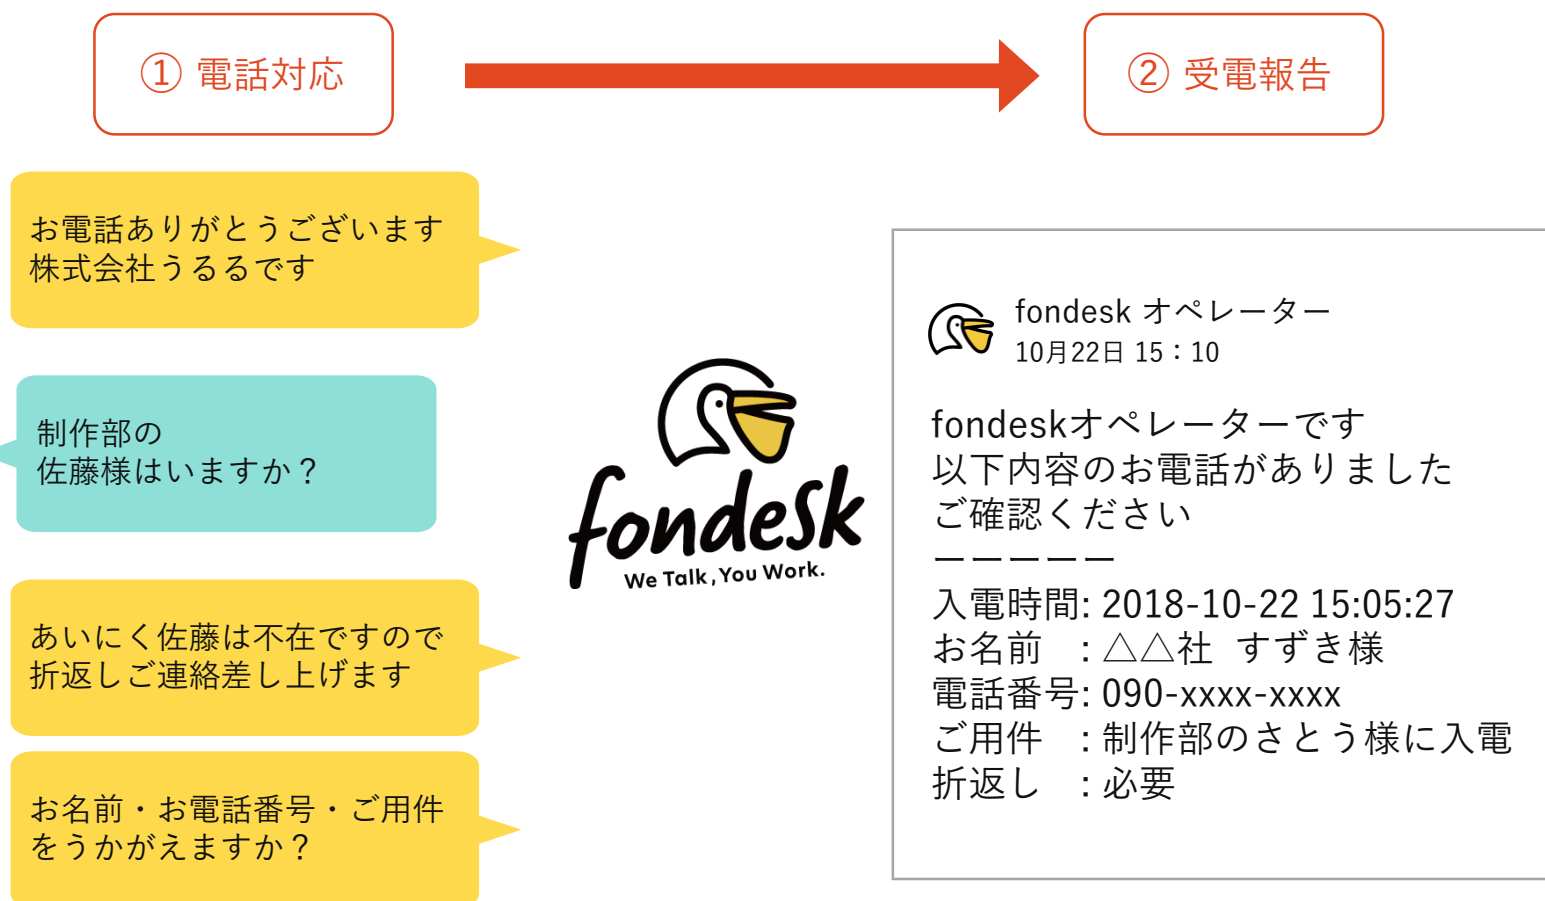 ① 電話対応
② 受電報告
お電話ありがとうございます
株式会社うるるです
制作部の
佐藤様はいますか？
あいにく佐藤は不在ですので
折返しご連絡差し上げます
お名前・お電話番号・ご用件
をうかがえますか？
fondesk
We Talk, You Work.
fondesk オペレーター
10月22日 15：10
fondeskオペレーターです
以下内容のお電話がありました
ご確認ください
ーーーーー
入電時間: 2018-10-22 15:05:27
お名前　: △△社 すずき様
電話番号: 090-xxxx-xxxx
ご用件　: 制作部のさとう様に入電
折返し　: 必要